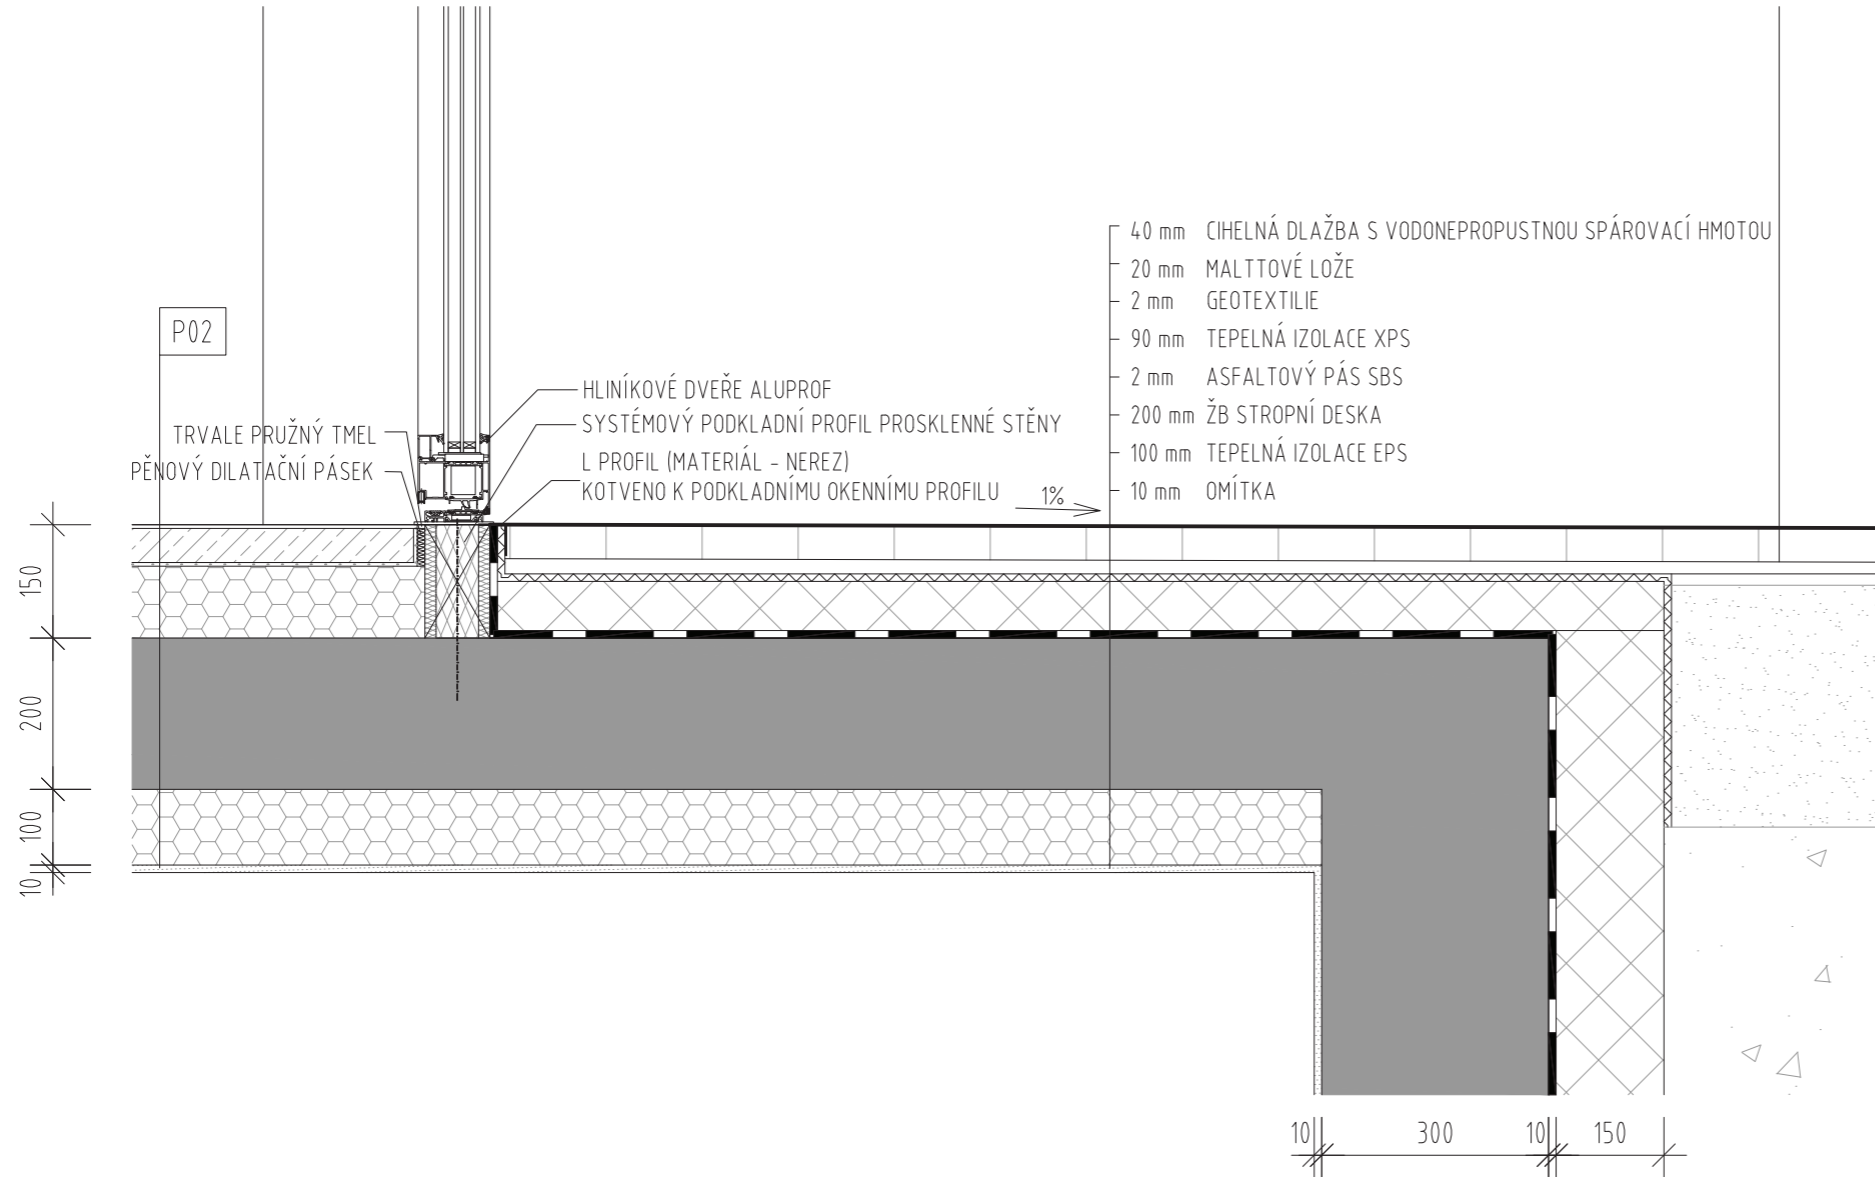 40 mm CIHELNÁ DLAŽBA S VODONEPROPUSTNOU SPÁROVACÍ HMOTOU
20 mm MALTTOVÉ LOŽE
2 mm GEOTEXTILIE
90 mm TEPELNÁ IZOLACE XPS
2 mm ASFALTOVÝ PÁS SBS
200 mm ŽB STROPNÍ DESKA
100 mm TEPELNÁ IZOLACE EPS
10 mm OMÍTKA
P02
HLINÍKOVÉ DVEŘE ALUPROF
SYSTÉMOVÝ PODKLADNÍ PROFIL PROSKLENNÉ STĚNY
L PROFIL (MATERIÁL - NEREZ)
KOTVENO K PODKLADNÍMU OKENNÍMU PROFILU
TRVALE PRUŽNÝ TMEL
PĚNOVÝ DILATAČNÍ PÁSEK
1%
150
200
100
10
10
300
10
150